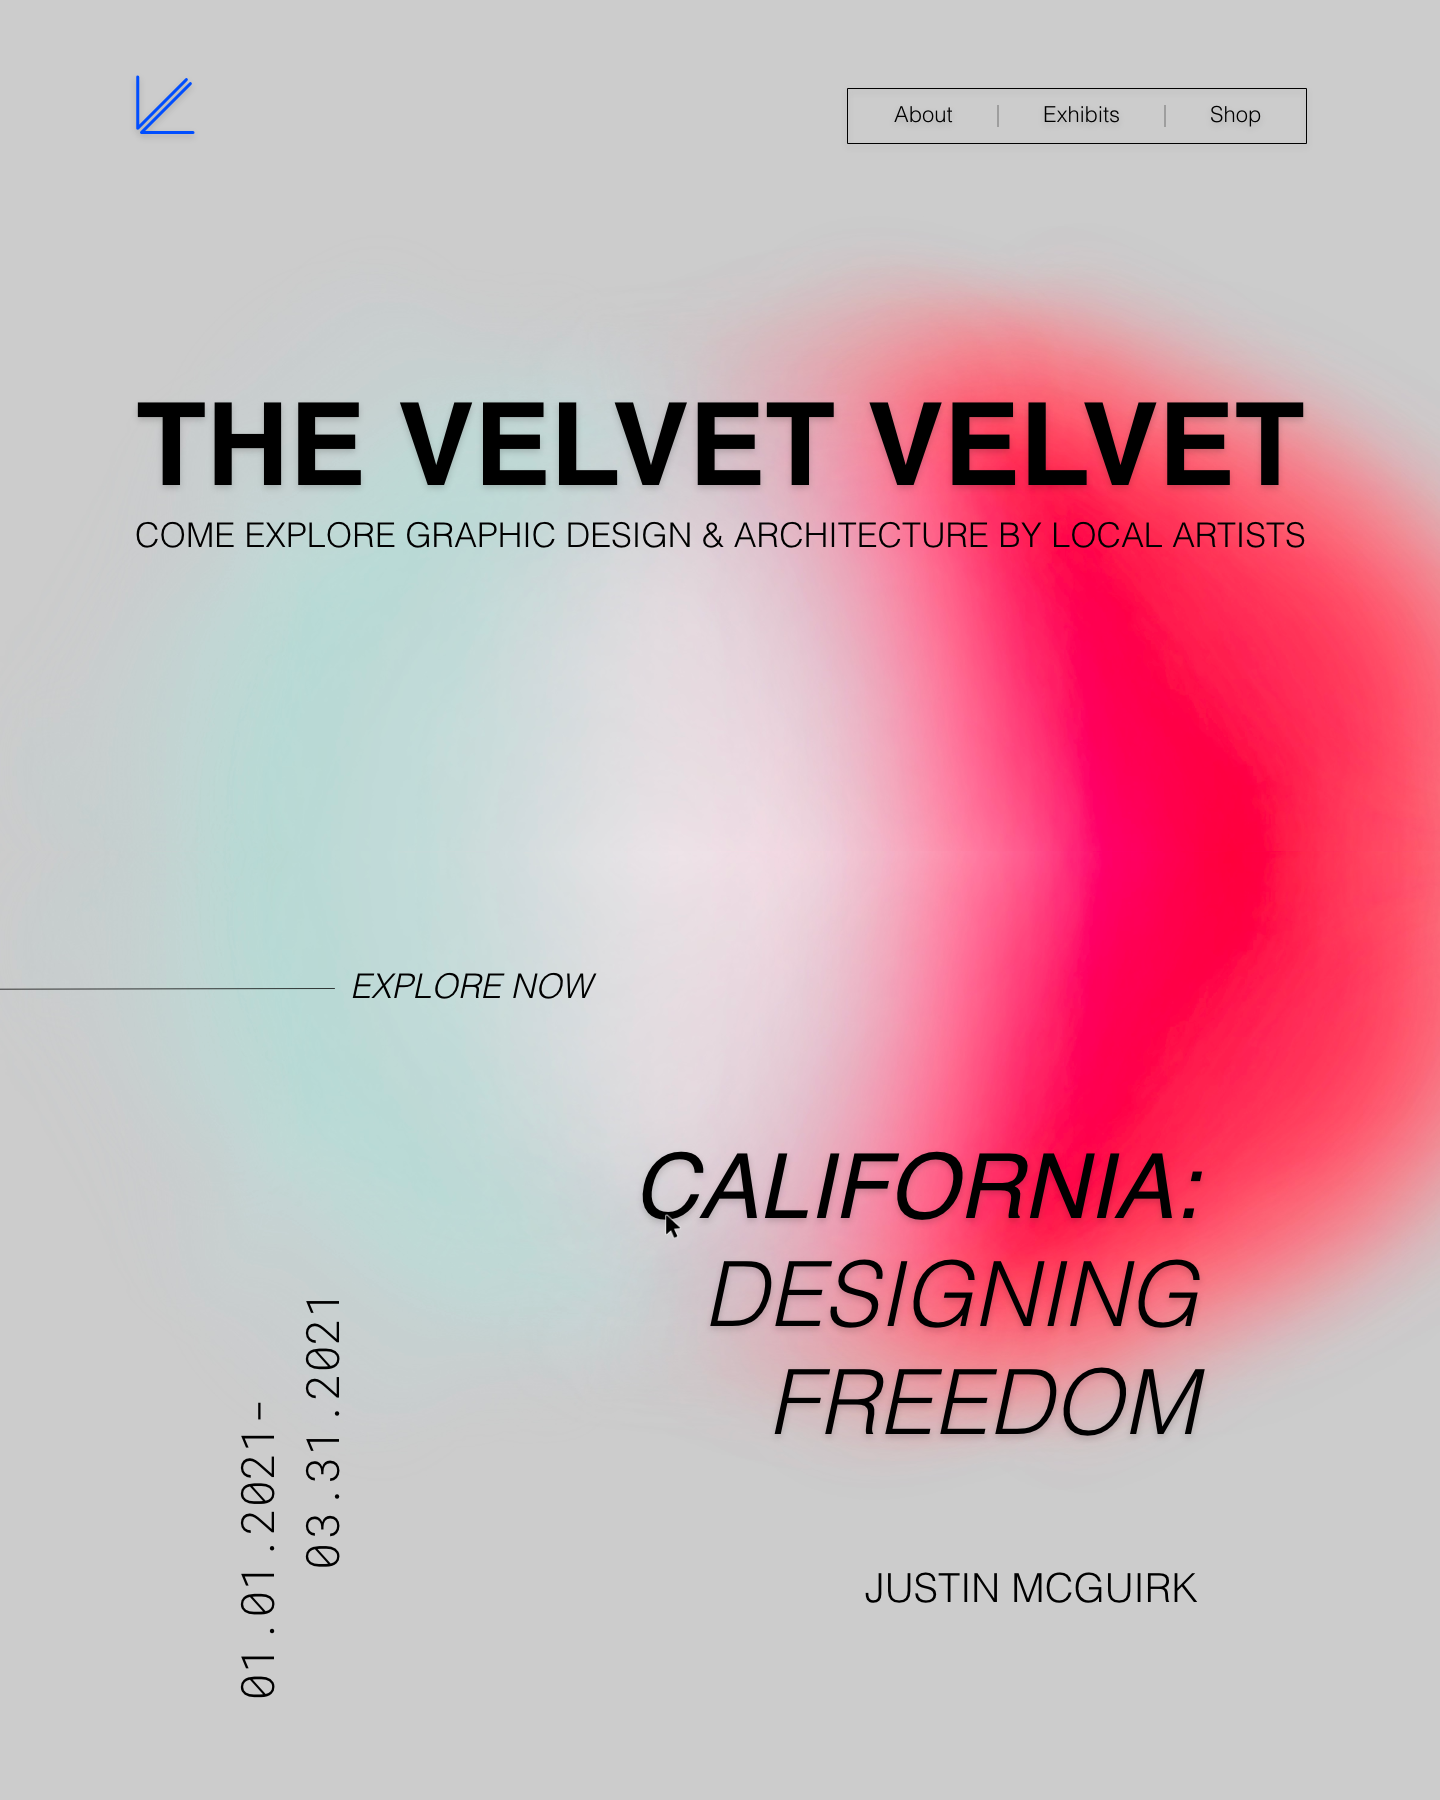 About | Exhibits | Shop
THE VELVET VELVET
COME EXPLORE GRAPHIC DESIGN & ARCHITECTURE BY LOCAL ARTISTS
EXPLORE NOW
CALIFORNIA:
DESIGNING
FREEDOM
01.01.2021-
03.31.2021
JUSTIN MCGUIRK